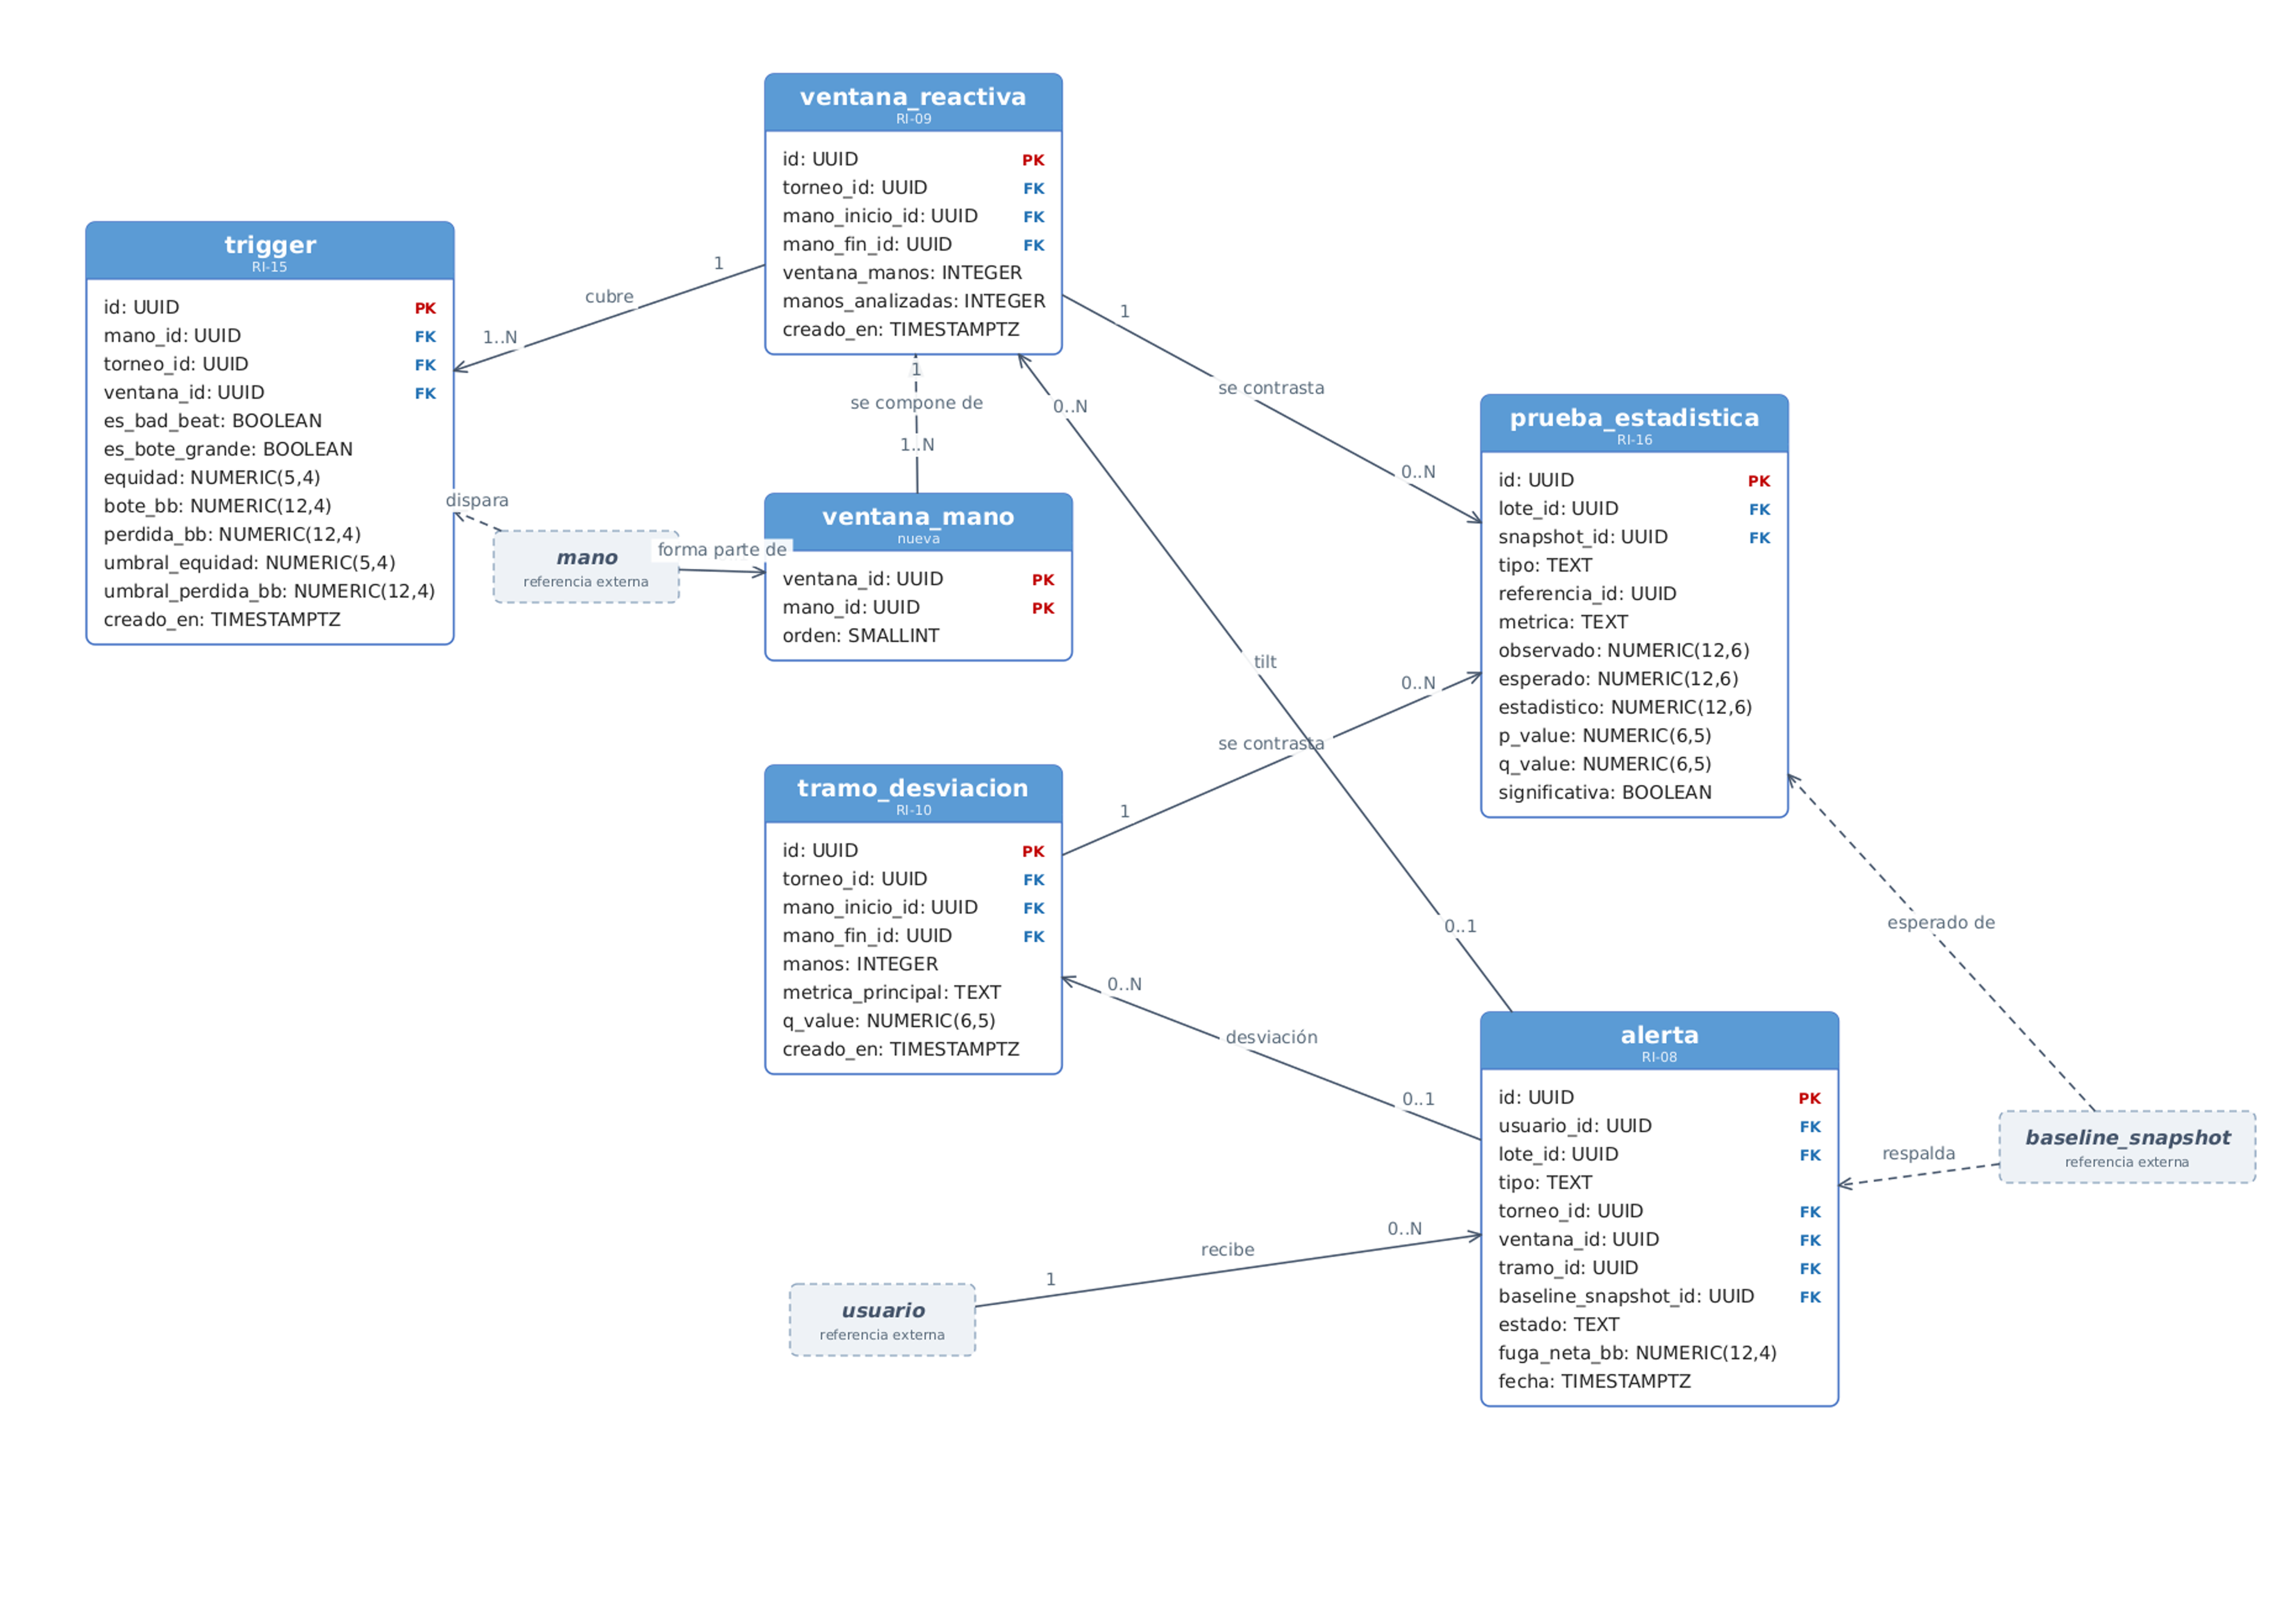 ventana_reactiva
RI-09
id: UUID PK
torneo_id: UUID FK
mano_inicio_id: UUID FK
mano_fin_id: UUID FK
ventana_manos: INTEGER
manos_analizadas: INTEGER
creado_en: TIMESTAMPTZ
trigger
RI-15
id: UUID PK
mano_id: UUID FK
torneo_id: UUID FK
ventana_id: UUID FK
es_bad_beat: BOOLEAN
es_bote_grande: BOOLEAN
equidad: NUMERIC(5,4)
bote_bb: NUMERIC(12,4)
perdida_bb: NUMERIC(12,4)
umbral_equidad: NUMERIC(5,4)
umbral_perdida_bb: NUMERIC(12,4)
creado_en: TIMESTAMPTZ
1
cubre
1..N
1
se compone de
1..N
0..N
1
se contrasta
0..N
dispara
mano
referencia externa
forma parte de
ventana_mano
nueva
ventana_id: UUID PK
mano_id: UUID PK
orden: SMALLINT
prueba_estadistica
RI-16
id: UUID PK
lote_id: UUID FK
snapshot_id: UUID FK
tipo: TEXT
referencia_id: UUID
metrica: TEXT
observado: NUMERIC(12,6)
esperado: NUMERIC(12,6)
estadistico: NUMERIC(12,6)
p_value: NUMERIC(6,5)
q_value: NUMERIC(6,5)
significativa: BOOLEAN
tilt
0..N
se contrasta
1
0..1
tramo_desviacion
RI-10
id: UUID PK
torneo_id: UUID FK
mano_inicio_id: UUID FK
mano_fin_id: UUID FK
manos: INTEGER
metrica_principal: TEXT
q_value: NUMERIC(6,5)
creado_en: TIMESTAMPTZ
0..N
desviación
0..1
esperado de
alerta
RI-08
id: UUID PK
usuario_id: UUID FK
lote_id: UUID FK
tipo: TEXT
torneo_id: UUID FK
ventana_id: UUID FK
tramo_id: UUID FK
baseline_snapshot_id: UUID FK
estado: TEXT
fuga_neta_bb: NUMERIC(12,4)
fecha: TIMESTAMPTZ
respalda
baseline_snapshot
referencia externa
0..N
recibe
1
usuario
referencia externa